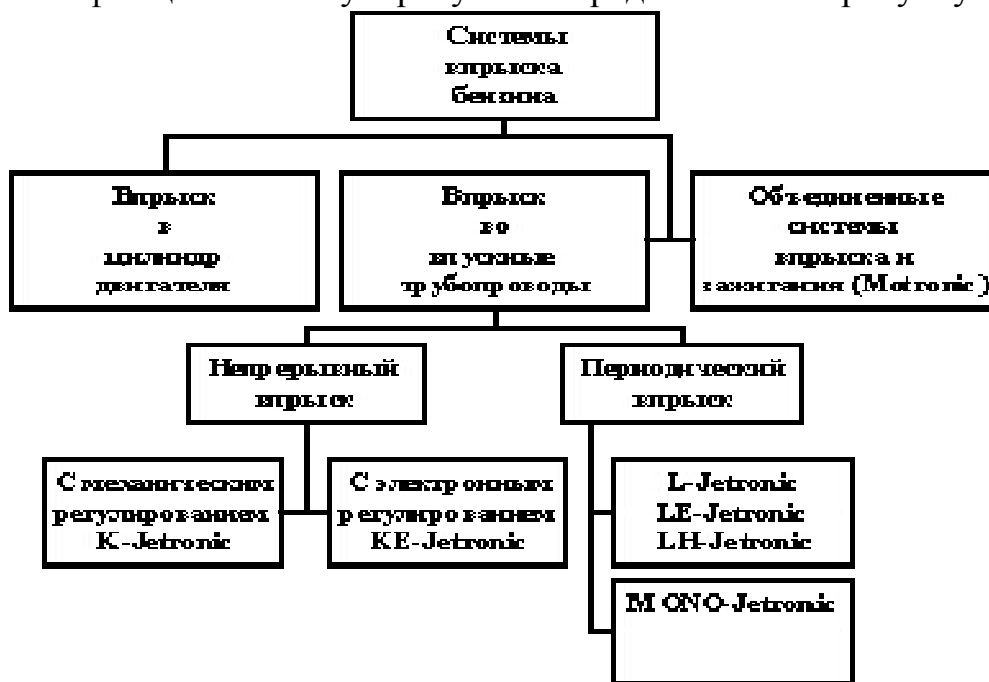 Системы
впрыска
бензина
Впрыск
в
цилиндр
двигателя
Впрыск
во
впускные
трубопроводы
Объединенные
системы
впрыска и
зажигания (Motronic)
Непрерывный
впрыск
Периодический
впрыск
С механическим
регулированием
K-Jetronic
С электронным
регулированием
KE-Jetronic
L-Jetronic
LE-Jetronic
LH-Jetronic
MONO-Jetronic